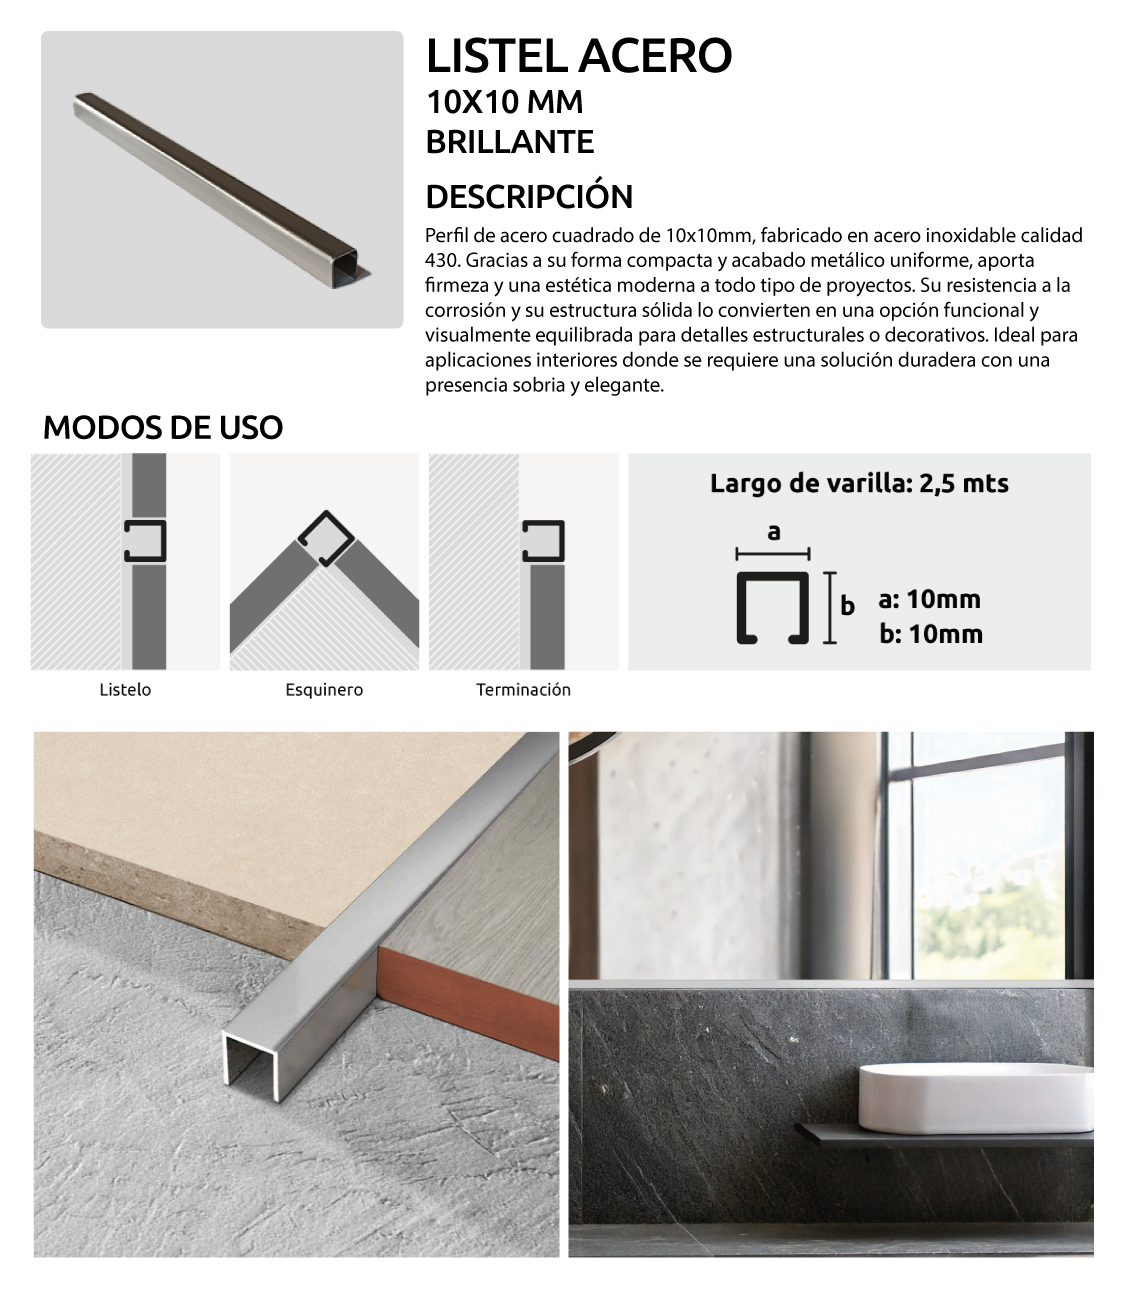 LISTEL ACERO
10X10 MM
BRILLANTE
DESCRIPCIÓN
Perfil de acero cuadrado de 10x10mm, fabricado en acero inoxidable calidad
430. Gracias a su forma compacta y acabado metálico uniforme, aporta
firmeza y una estética moderna a todo tipo de proyectos. Su resistencia a la
corrosión y su estructura sólida lo convierten en una opción funcional y
visualmente equilibrada para detalles estructurales o decorativos. Ideal para
aplicaciones interiores donde se requiere una solución duradera con una
presencia sobria y elegante.
MODOS DE USO
Listelo
Esquinero
Terminación
Largo de varilla: 2,5 mts
a
b
a: 10mm
b: 10mm